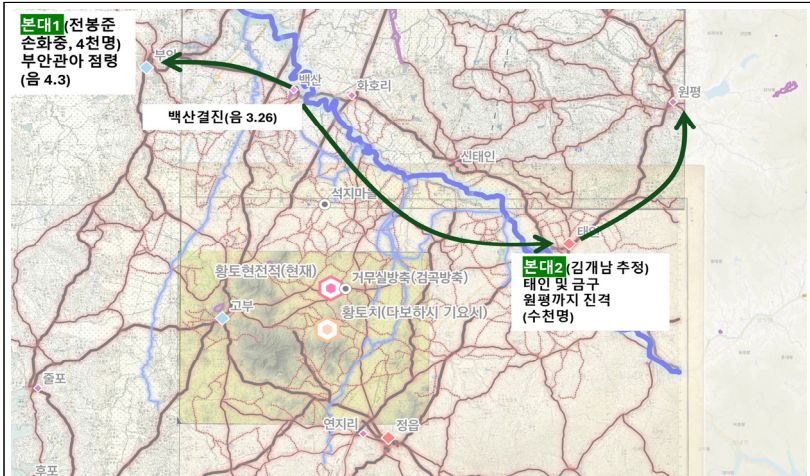 본대1(전봉준
손화중, 4천명)
부안관아 점령
(음 4.3)
부안
백산
화호리
원평
백산결진(음 3.26)
신태인
석지마을
태인
본대2(김개남 추정)
태인 및 금구
원평까지 진격
(수천명)
황토현전적(현재)
거무실방축(검곡방축)
고부
황토치(다보하시 기요세)
줄포
연지리
정읍
후포